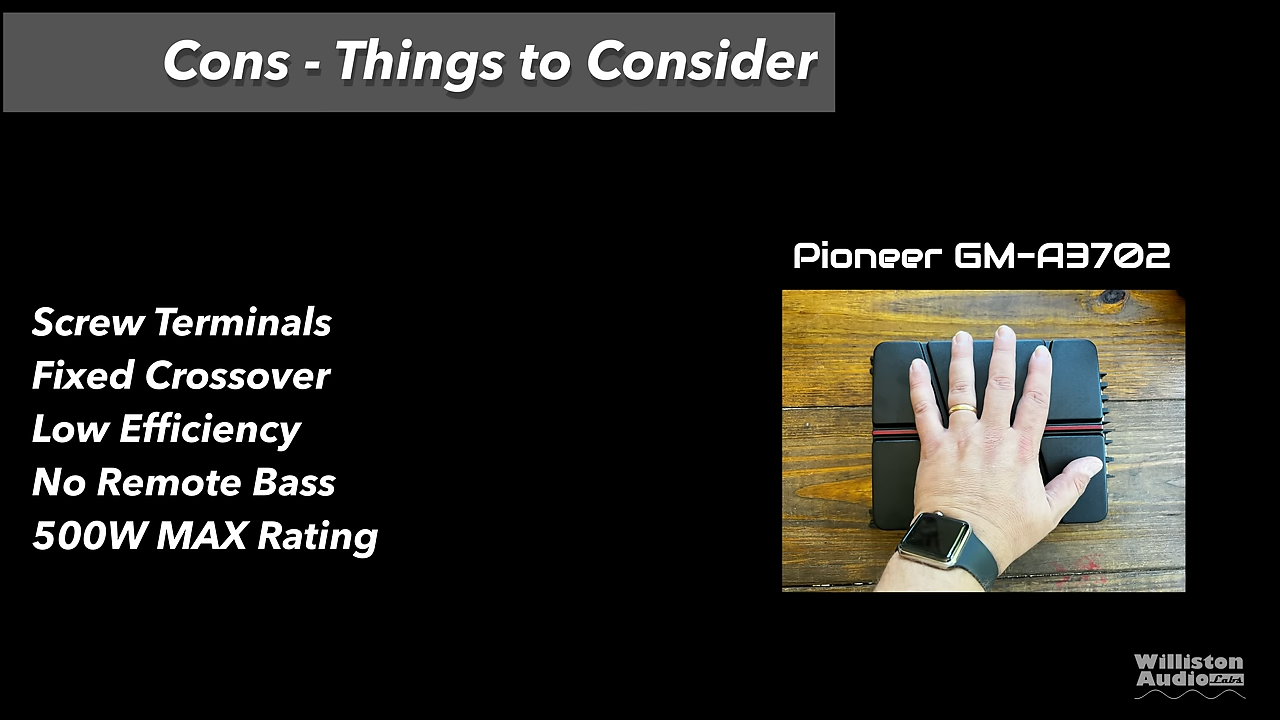 Cons - Things to Consider
Pioneer GM-A3702
Screw Terminals
Fixed Crossover
Low Efficiency
No Remote Bass
500W MAX Rating
Williston
Audio Labs